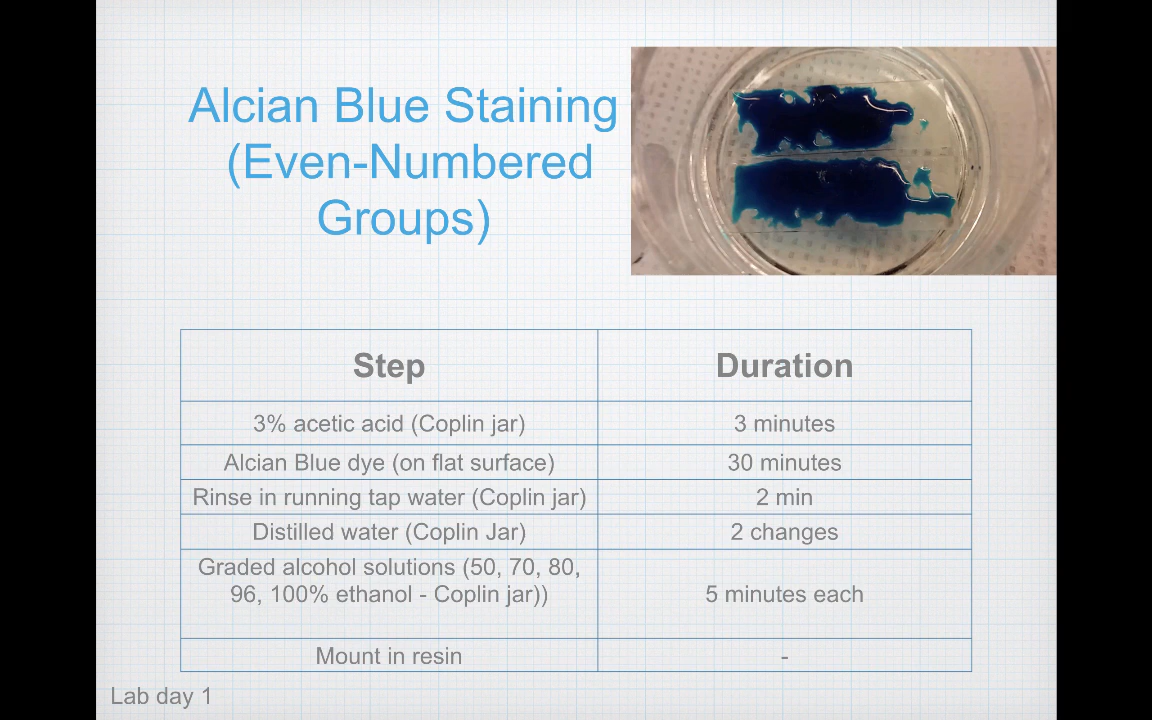 Alcian Blue Staining
(Even-Numbered
Groups)
Step Duration
3% acetic acid (Coplin jar) 3 minutes
Alcian Blue dye (on flat surface) 30 minutes
Rinse in running tap water (Coplin jar) 2 min
Distilled water (Coplin Jar) 2 changes
Graded alcohol solutions (50, 70, 80,
96, 100% ethanol - Coplin jar)) 5 minutes each
Mount in resin -
Lab day 1